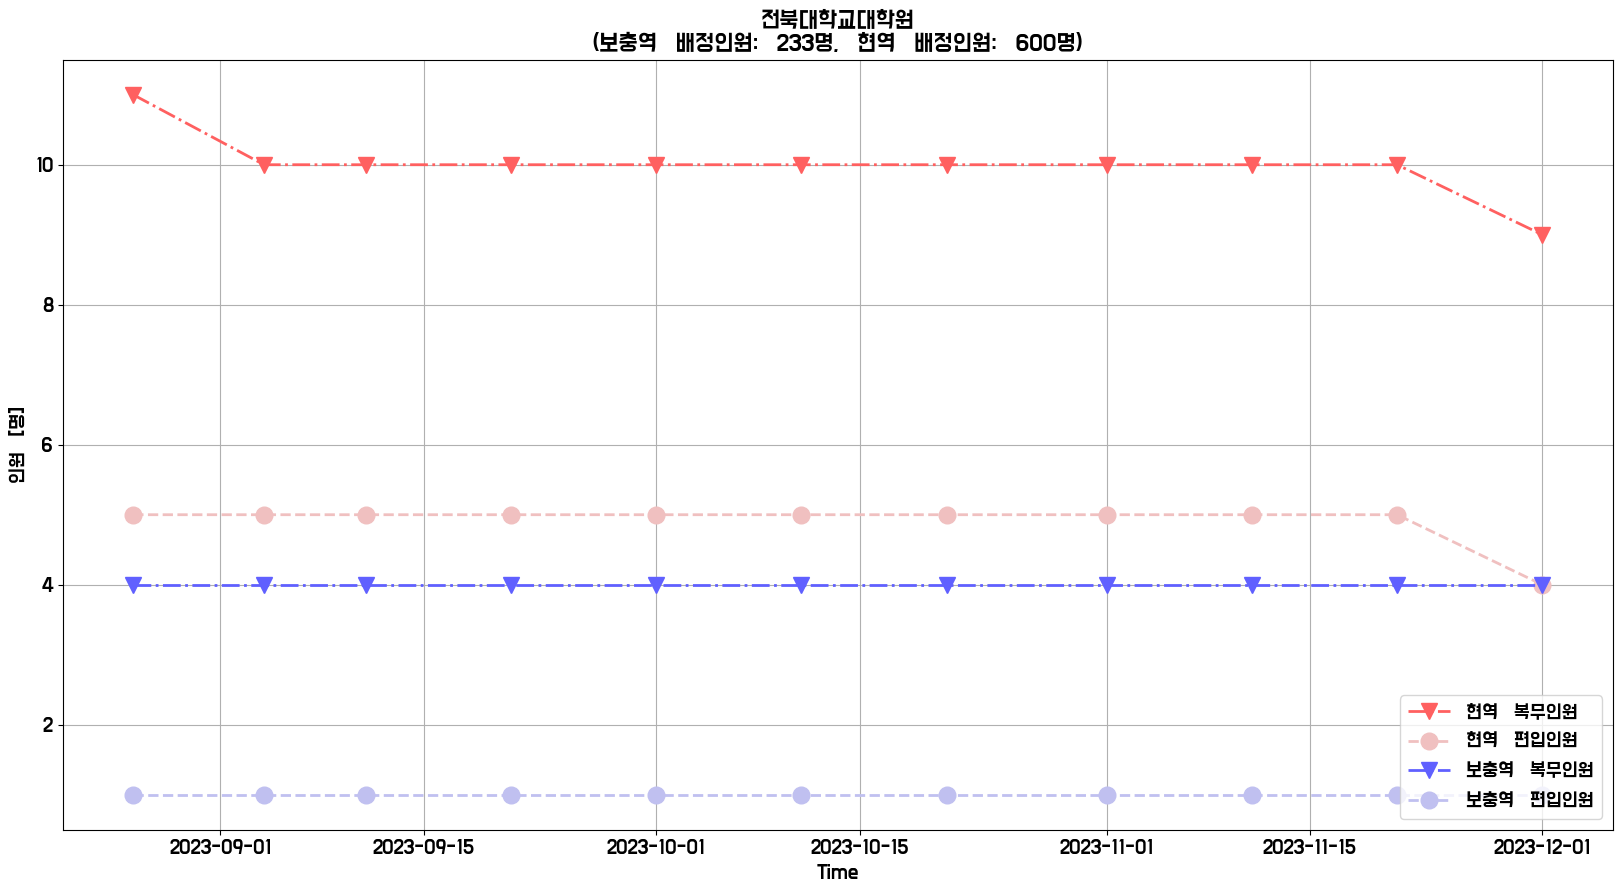 전북대학교대학원
(보충역 배정인원: 233명, 현역 배정인원: 600명)
인원 [명]
10
8
6
4
2
현역 복무인원
현역 편입인원
보충역 복무인원
보충역 편입인원
2023-09-01
2023-09-15
2023-10-01
2023-10-15
2023-11-01
2023-11-15
2023-12-01
Time